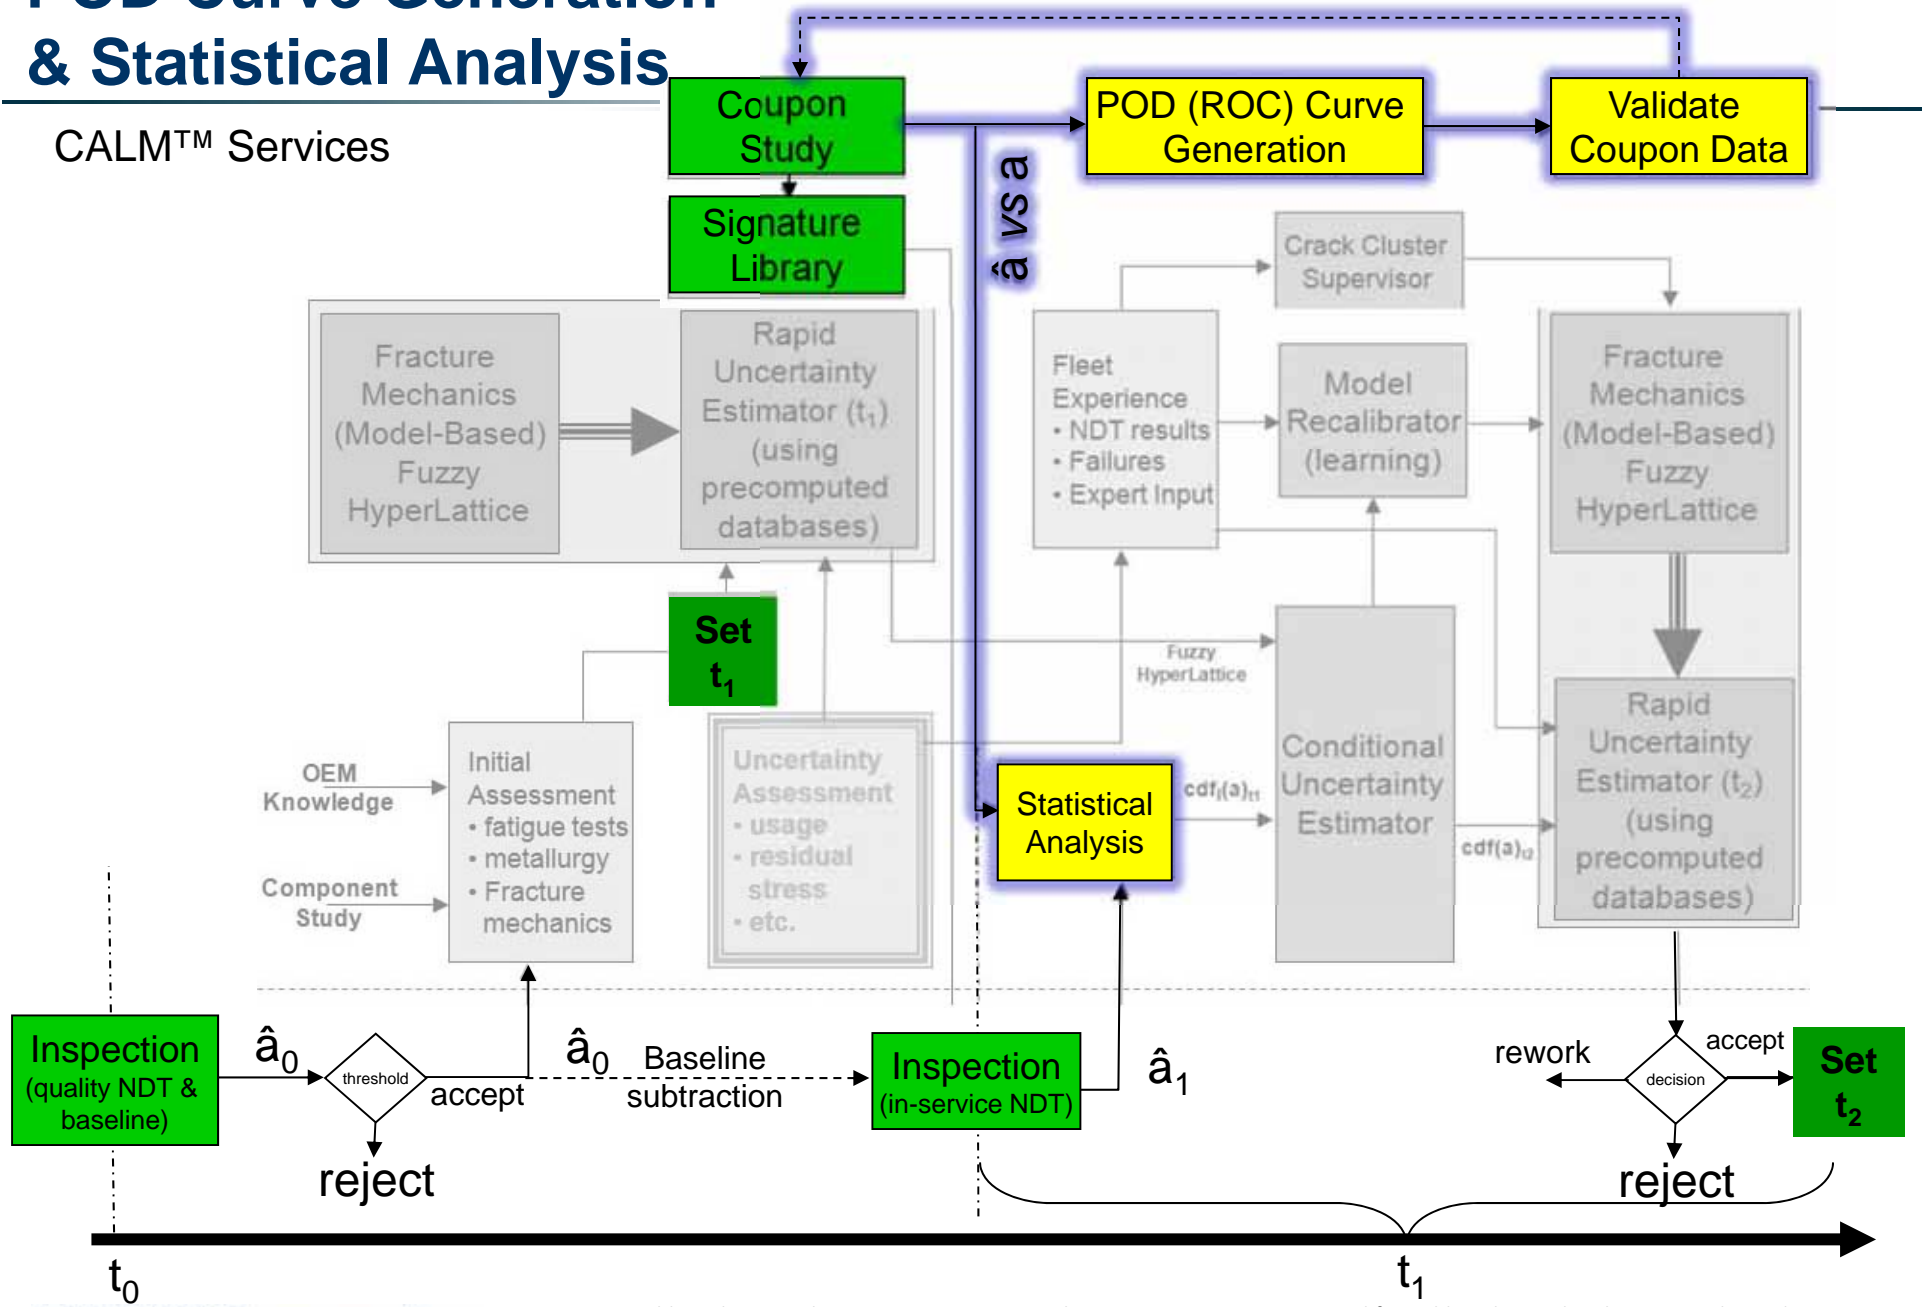 POD Curve Generation
& Statistical Analysis
CALM™ Services
Coupon
Study
POD (ROC) Curve
Generation
Validate
Coupon Data
â vs a
Signature
Library
Crack Cluster
Supervisor
Fracture
Mechanics
(Model-Based)
Fuzzy
HyperLattice
Rapid
Uncertainty
Estimator (t1)
(using
precomputed
databases)
Fleet
Experience
• NDT results
• Failures
• Expert Input
Model
Recalibrator
(learning)
Fracture
Mechanics
(Model-Based)
Fuzzy
HyperLattice
Set
t1
Fuzzy
HyperLattice
OEM
Knowledge
Component
Study
Initial
Assessment
• fatigue tests
• metallurgy
• Fracture
mechanics
Uncertainty
Assessment
• usage
• residual
stress
• etc.
Statistical
Analysis
cdfi(a)t1
Conditional
Uncertainty
Estimator
cdf(a)t2
Rapid
Uncertainty
Estimator (t2)
(using
precomputed
databases)
Inspection
(quality NDT &
baseline)
â0
threshold
accept
reject
â0
Baseline
subtraction
Inspection
(in-service NDT)
â1
rework
decision
accept
reject
Set
t2
t0
t1